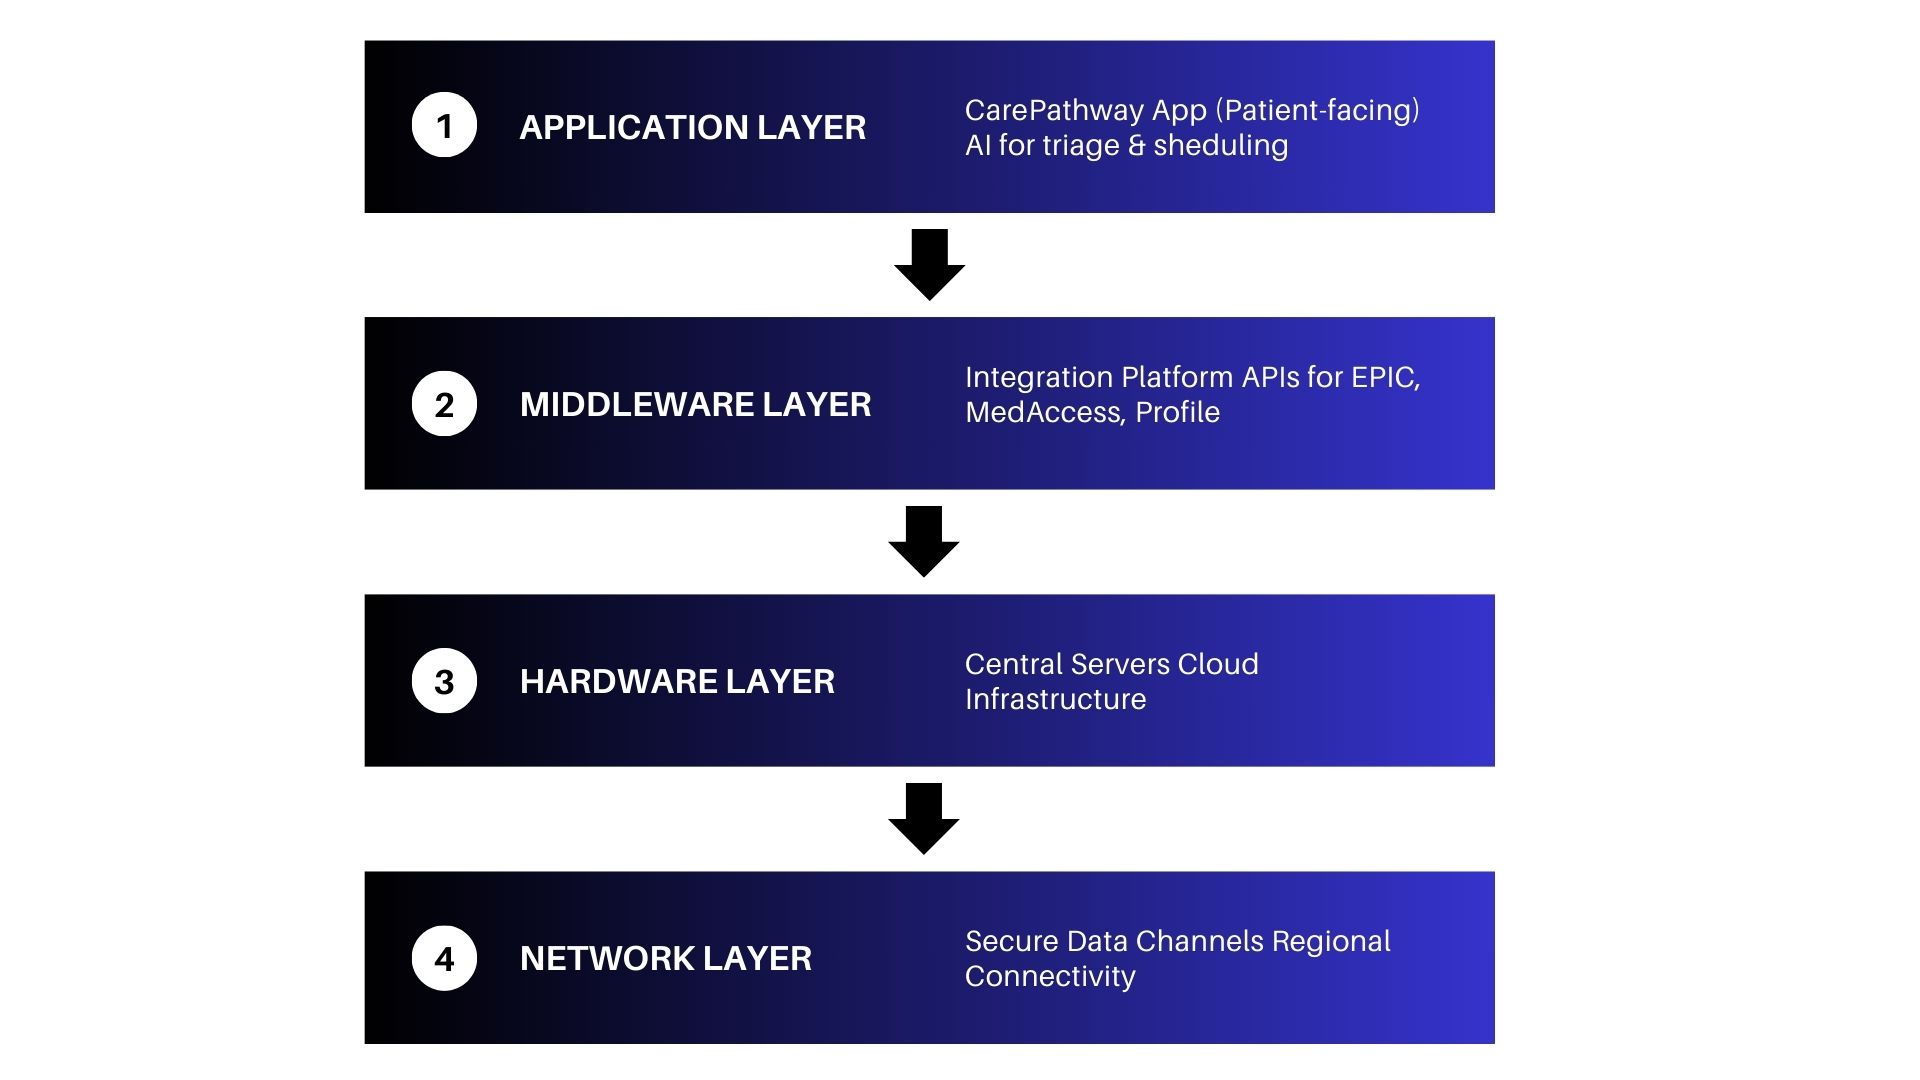 1
APPLICATION LAYER
CarePathway App (Patient-facing)
AI for triage & sheduling
2
MIDDLEWARE LAYER
Integration Platform APIs for EPIC,
MedAccess, Profile
3
HARDWARE LAYER
Central Servers Cloud
Infrastructure
4
NETWORK LAYER
Secure Data Channels Regional
Connectivity